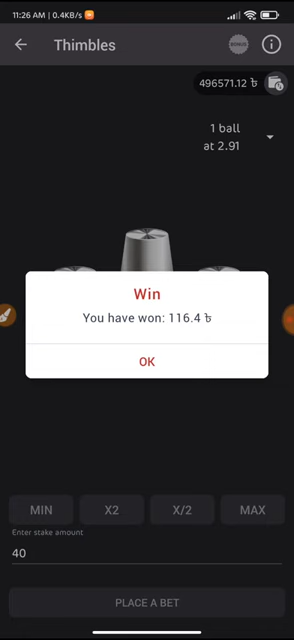 11:26 AM | 0.4KB/s
Thimbles
BONUS
496571.12 ৳
1 ball
at 2.91
Win
You have won: 116.4 ৳
OK
MIN
X2
X/2
MAX
Enter stake amount
40
PLACE A BET